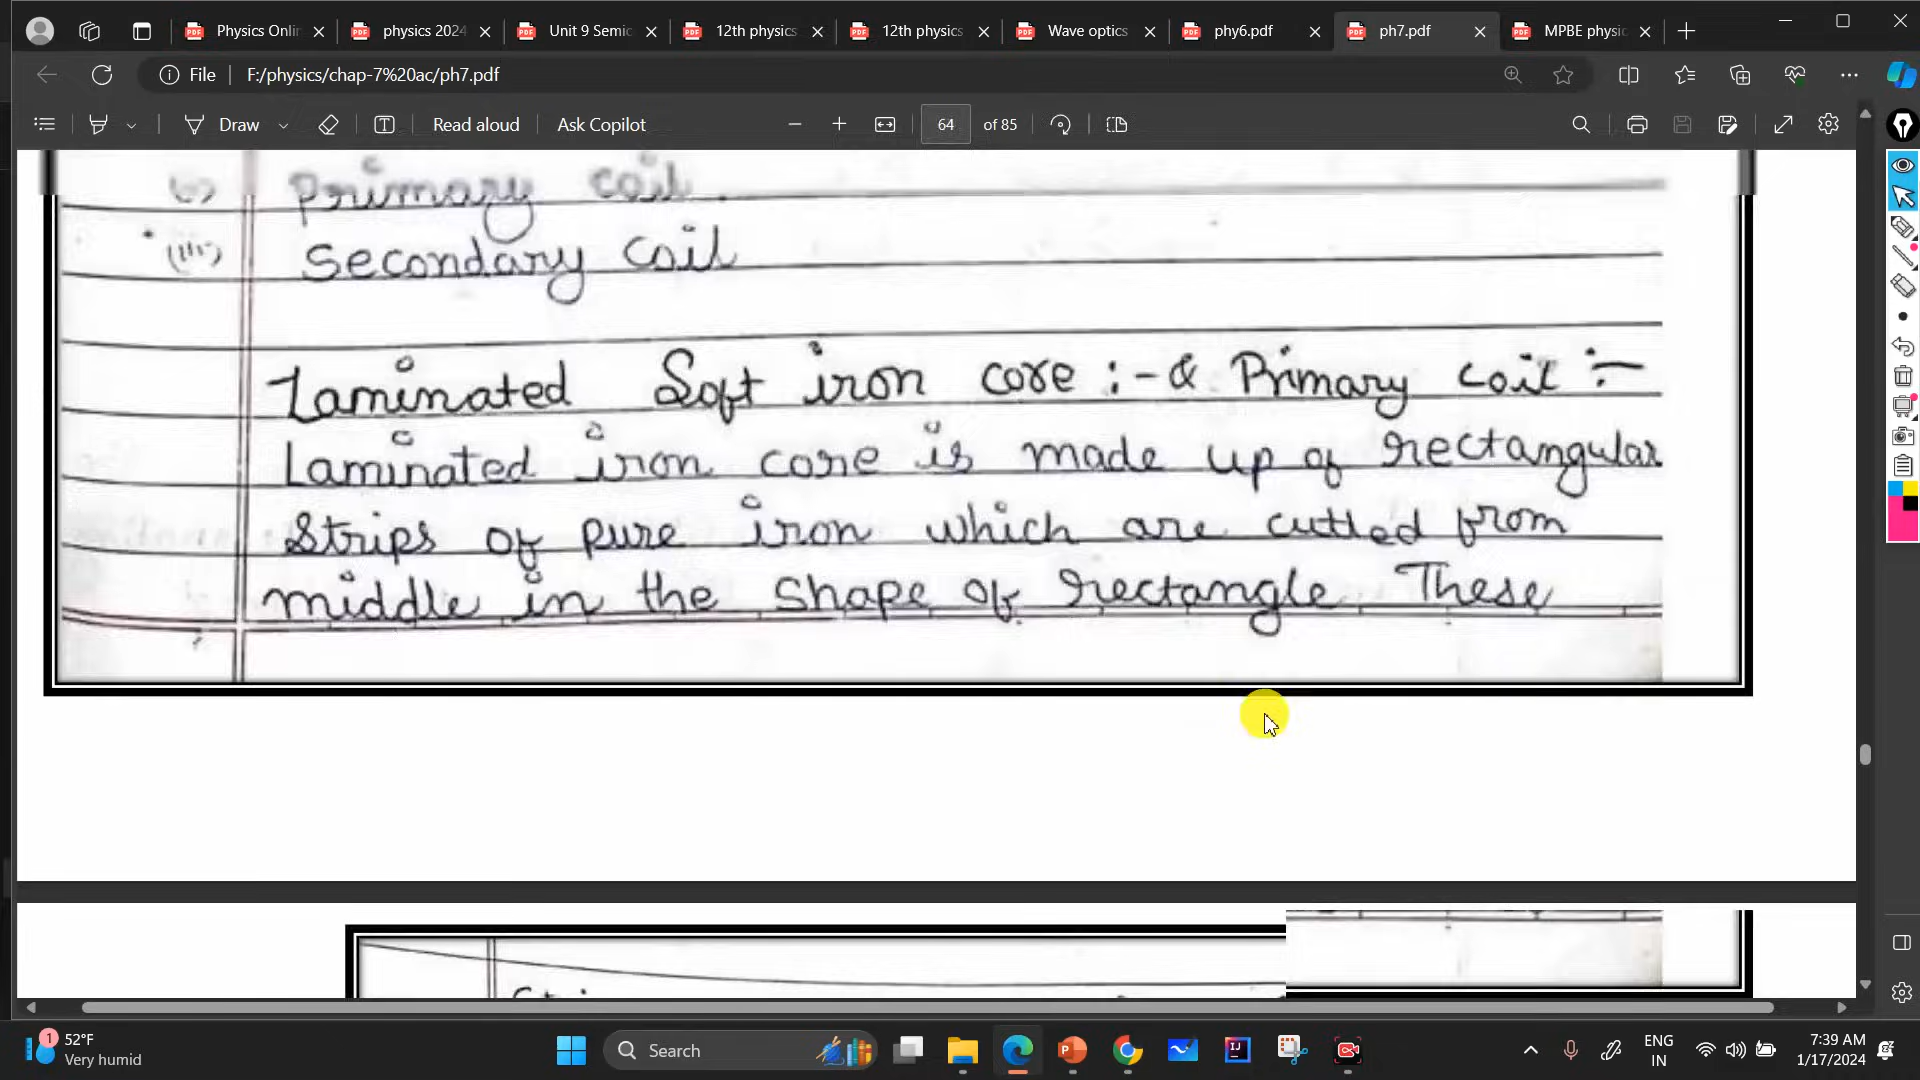 Physics Onlin
physics 2024
Unit 9 Semic
12th physics
12th physics
Wave optics
phy6.pdf
ph7.pdf
MPBE physic
File
F:/physics/chap-7%20ac/ph7.pdf
Draw
Read aloud
Ask Copilot
64 of 85
Primary coil.
(iii) Secondary coil
Laminated Soft iron core :- & Primary coil :-
Laminated iron core is made up of rectangular
Strips of pure iron which are cutted from
middle in the shape of rectangle. These
1
52°F
Very humid
Search
ENG
IN
7:39 AM
1/17/2024